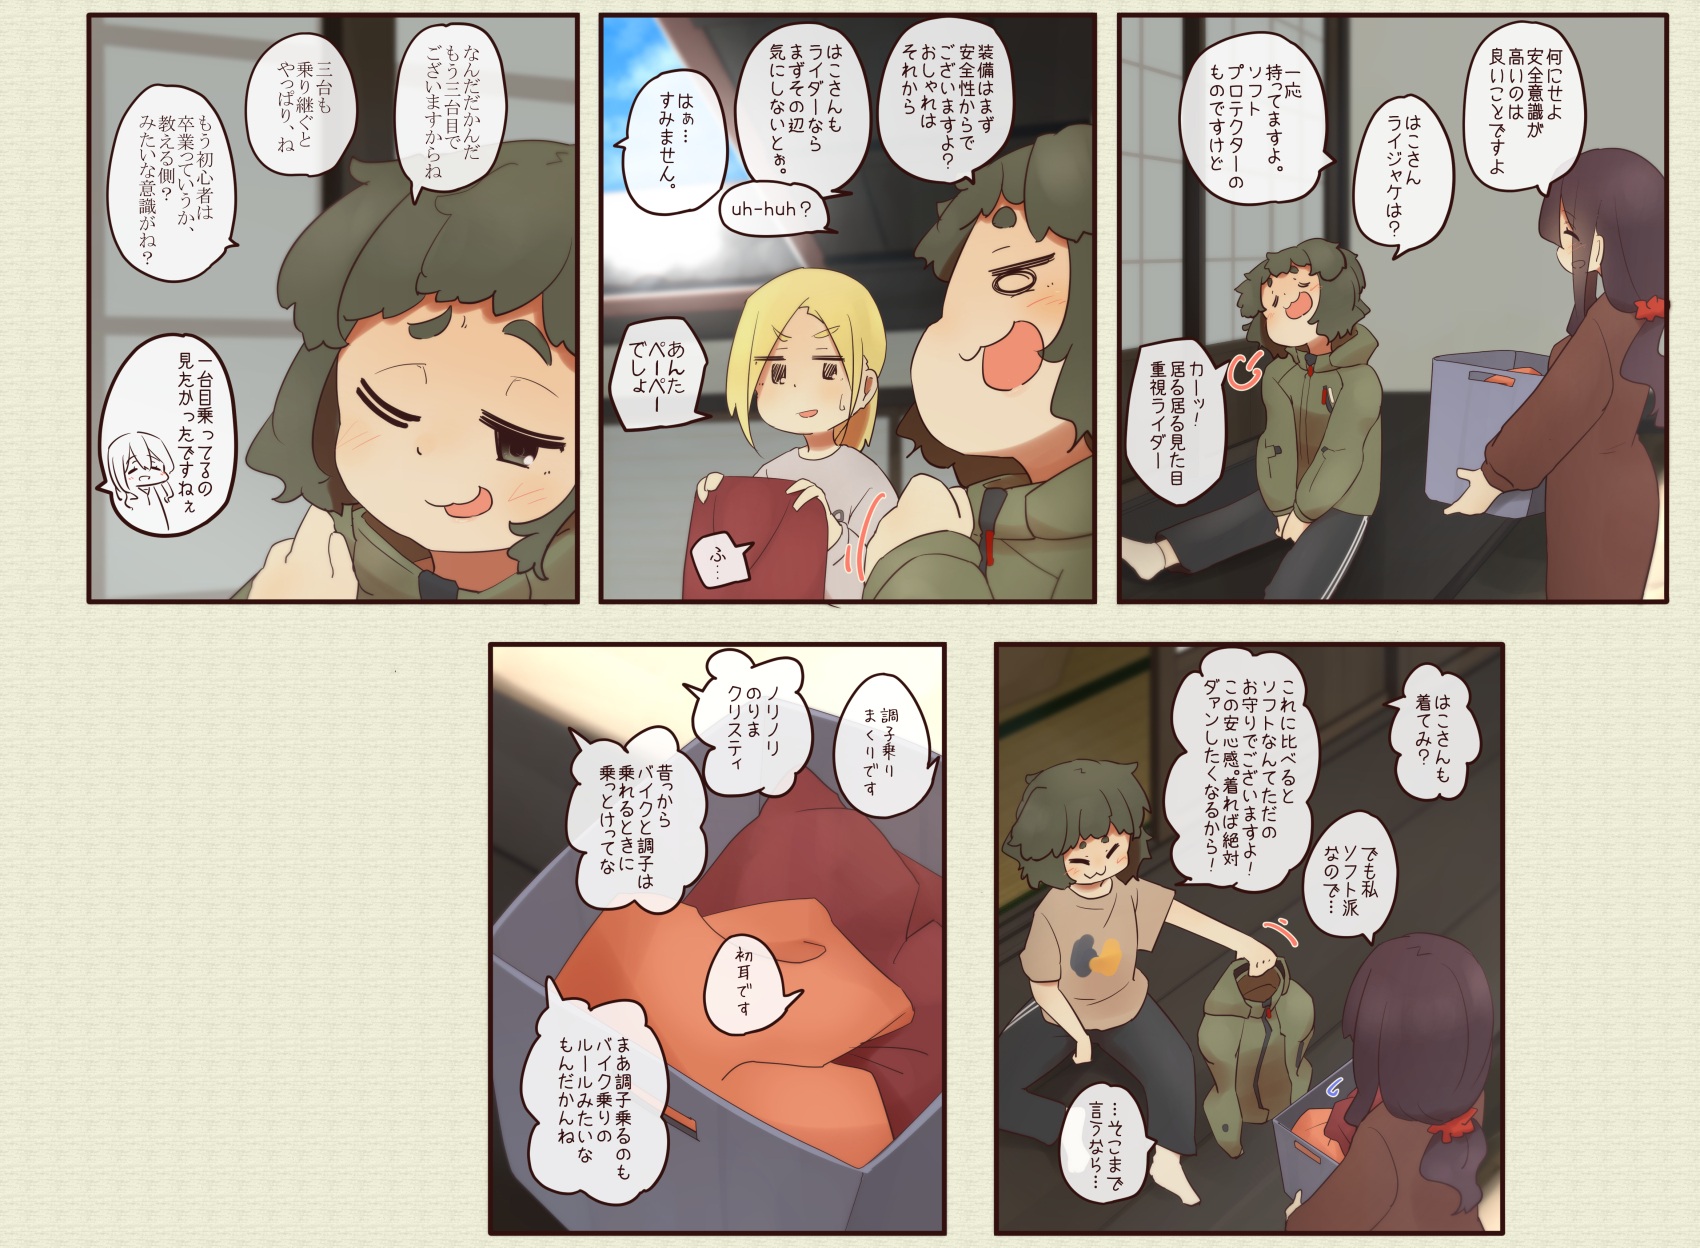 何にせよ
安全意識が
高いのは
良いことですよ
はこさん
ライジャケは？
一応
持ってますよ。
ソフト
プロテクターの
ものですけど
カーッ！
居る居る見た目
重視ライダー
装備はまず
安全性からで
ございますよ？
おしゃれは
それから
はこさんも
ライダーなら
まずその辺
気にしないとぉ。
uh-huh？
はぁ…
すみません。
あんた
ペーペー
でしょ
ふ…
なんだだかんだ
もう三台目で
ございますからね
三台も
乗り継ぐと
やっぱり、ね
もう初心者は
卒業っていうか、
教える側？
みたいな意識がね？
一台目乗ってるの
見たかったですねぇ
はこさんも
着てみ？
でも私
ソフト派
なので…
これに比べると
ソフトなんてただの
お守りでございますよ！
この安心感。着れば絶対
ダァンしたくなるから！
…そこまで
言うなら…
調子乗り
まくりです
ノリノリ
のりま
クリスティ
昔っから
バイクと調子は
乗れるときに
乗っとけってな
初耳です
まあ調子乗るのも
バイク乗りの
ルールみたいな
もんだかんね